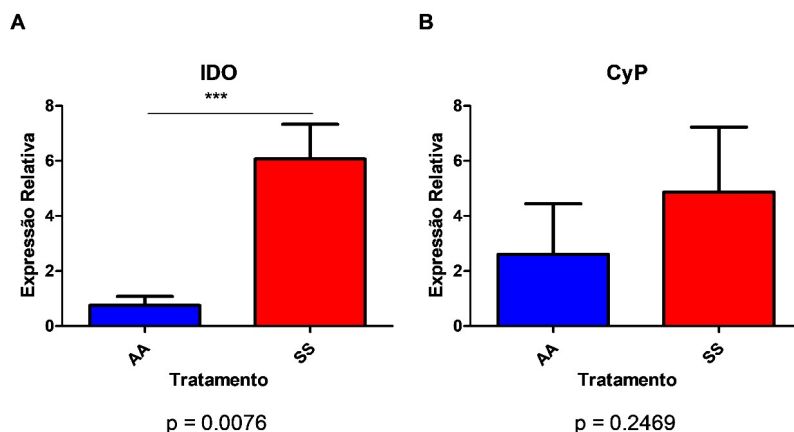 A
IDO
***
Expressão Relativa
8
6
4
2
0
AA
SS
Tratamento
p = 0.0076
B
CyP
Expressão Relativa
8
6
4
2
0
AA
SS
Tratamento
p = 0.2469